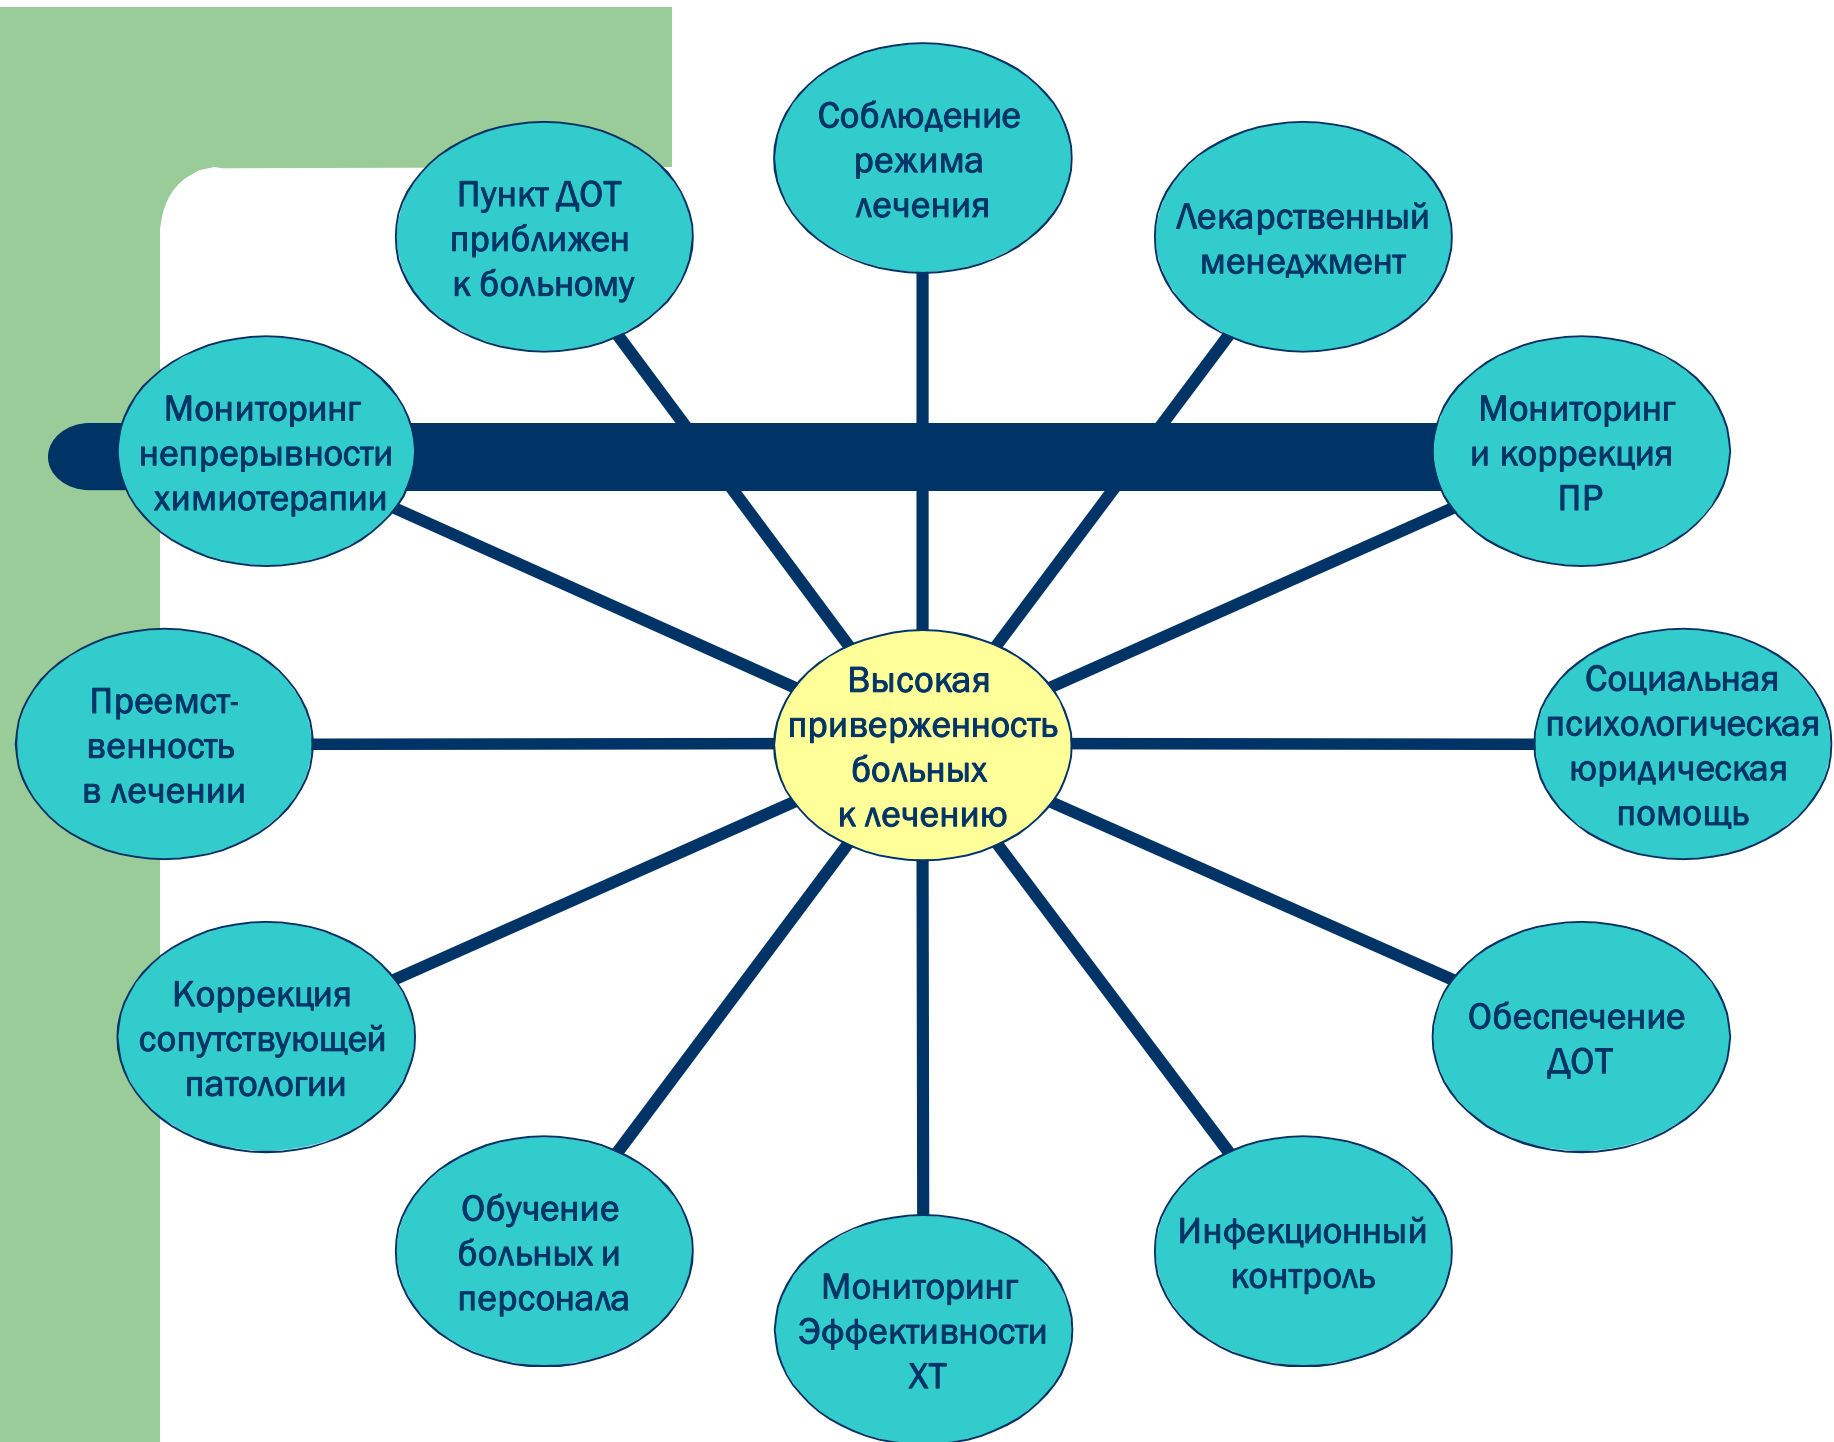 Соблюдение
режима
лечения
Пункт ДОТ
приближен
к больному
Лекарственный
менеджмент
Мониторинг
непрерывности
химиотерапии
Мониторинг
и коррекция
ПР
Преемст-
венность
в лечении
Высокая
приверженность
больных
к лечению
Социальная
психологическая
юридическая
помощь
Коррекция
сопутствующей
патологии
Обеспечение
ДОТ
Обучение
больных и
персонала
Мониторинг
Эффективности
ХТ
Инфекционный
контроль